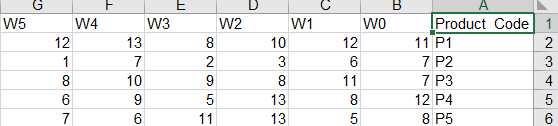 G F E D C B A
W5 W4 W3 W2 W1 W0 Product_Code 1
12 13 8 10 12 11 P1 2
1 7 2 3 6 7 P2 3
8 10 9 8 11 7 P3 4
6 9 5 13 8 12 P4 5
7 6 11 13 5 8 P5 6